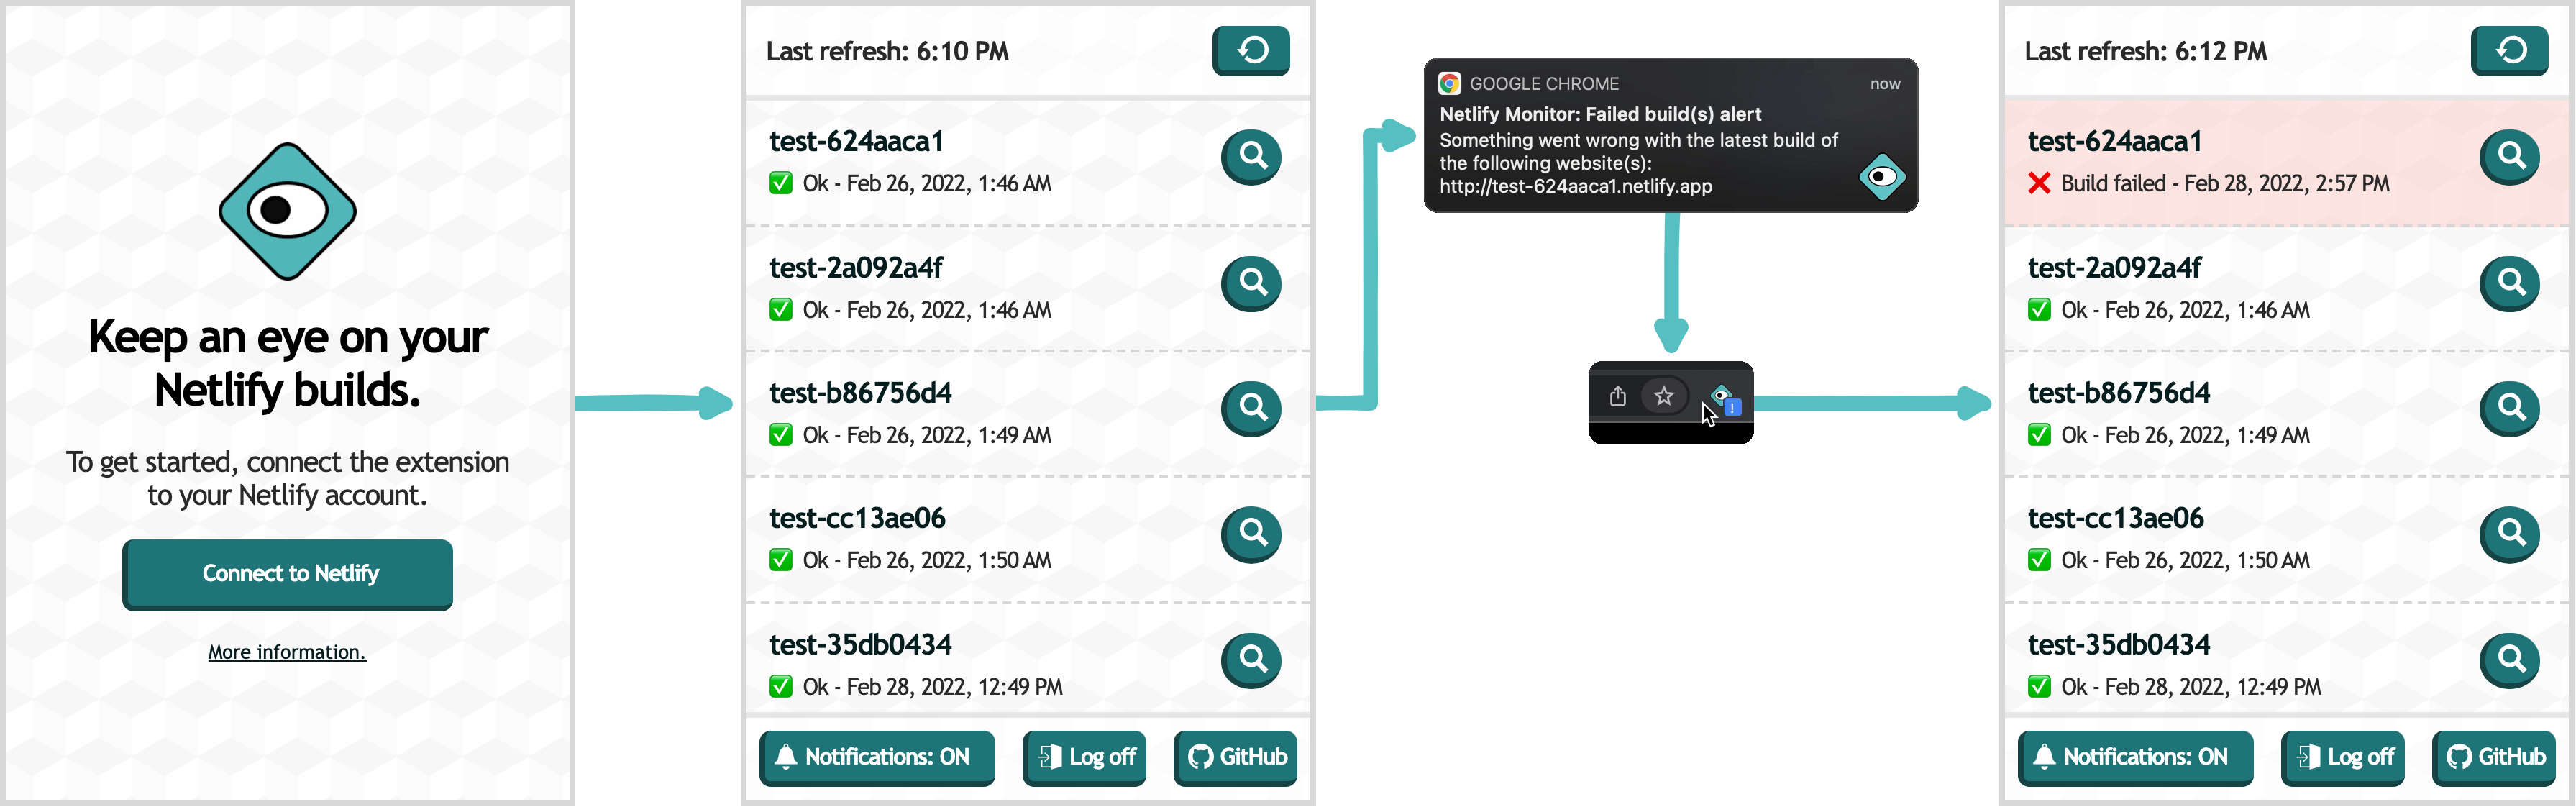 Keep an eye on your
Netlify builds.
To get started, connect the extension
to your Netlify account.
Connect to Netlify
More information.
Last refresh: 6:10 PM
test-624aaca1
✅ Ok - Feb 26, 2022, 1:46 AM
test-2a092a4f
✅ Ok - Feb 26, 2022, 1:46 AM
test-b86756d4
✅ Ok - Feb 26, 2022, 1:49 AM
test-cc13ae06
✅ Ok - Feb 26, 2022, 1:50 AM
test-35db0434
✅ Ok - Feb 28, 2022, 12:49 PM
Notifications: ON
Log off
GitHub
GOOGLE CHROME now
Netlify Monitor: Failed build(s) alert
Something went wrong with the latest build of
the following website(s):
http://test-624aaca1.netlify.app
!
Last refresh: 6:12 PM
test-624aaca1
❌ Build failed - Feb 28, 2022, 2:57 PM
test-2a092a4f
✅ Ok - Feb 26, 2022, 1:46 AM
test-b86756d4
✅ Ok - Feb 26, 2022, 1:49 AM
test-cc13ae06
✅ Ok - Feb 26, 2022, 1:50 AM
test-35db0434
✅ Ok - Feb 28, 2022, 12:49 PM
Notifications: ON
Log off
GitHub